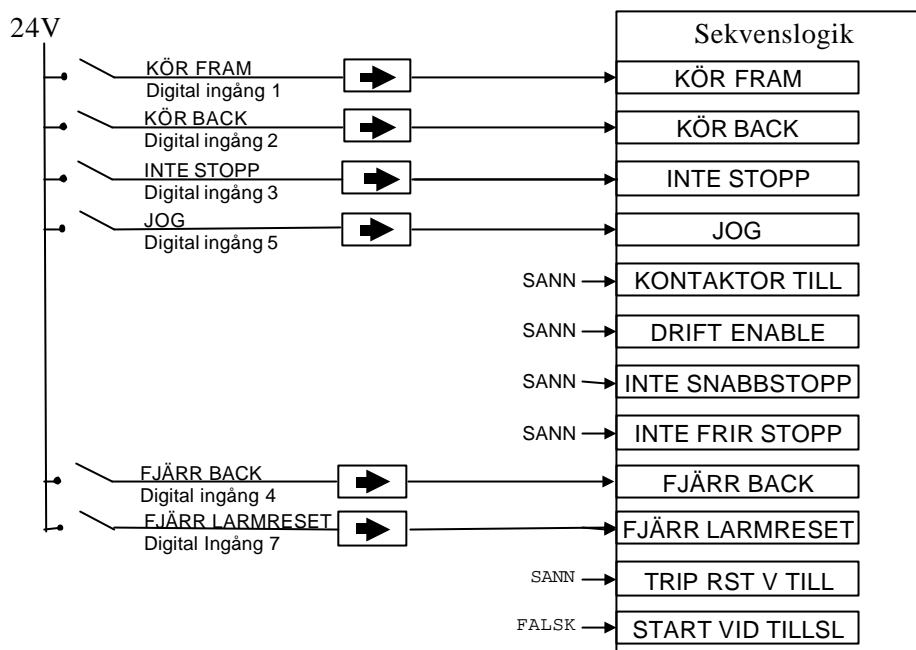 24V
Sekvenslogik
KÖR FRAM
Digital ingång 1
KÖR FRAM
KÖR BACK
Digital ingång 2
KÖR BACK
INTE STOPP
Digital ingång 3
INTE STOPP
JOG
Digital ingång 5
JOG
SANN
KONTAKTOR TILL
SANN
DRIFT ENABLE
SANN
INTE SNABBSTOPP
SANN
INTE FRIR STOPP
FJÄRR BACK
Digital ingång 4
FJÄRR BACK
FJÄRR LARMRESET
Digital Ingång 7
FJÄRR LARMRESET
SANN
TRIP RST V TILL
FALSK
START VID TILLSL